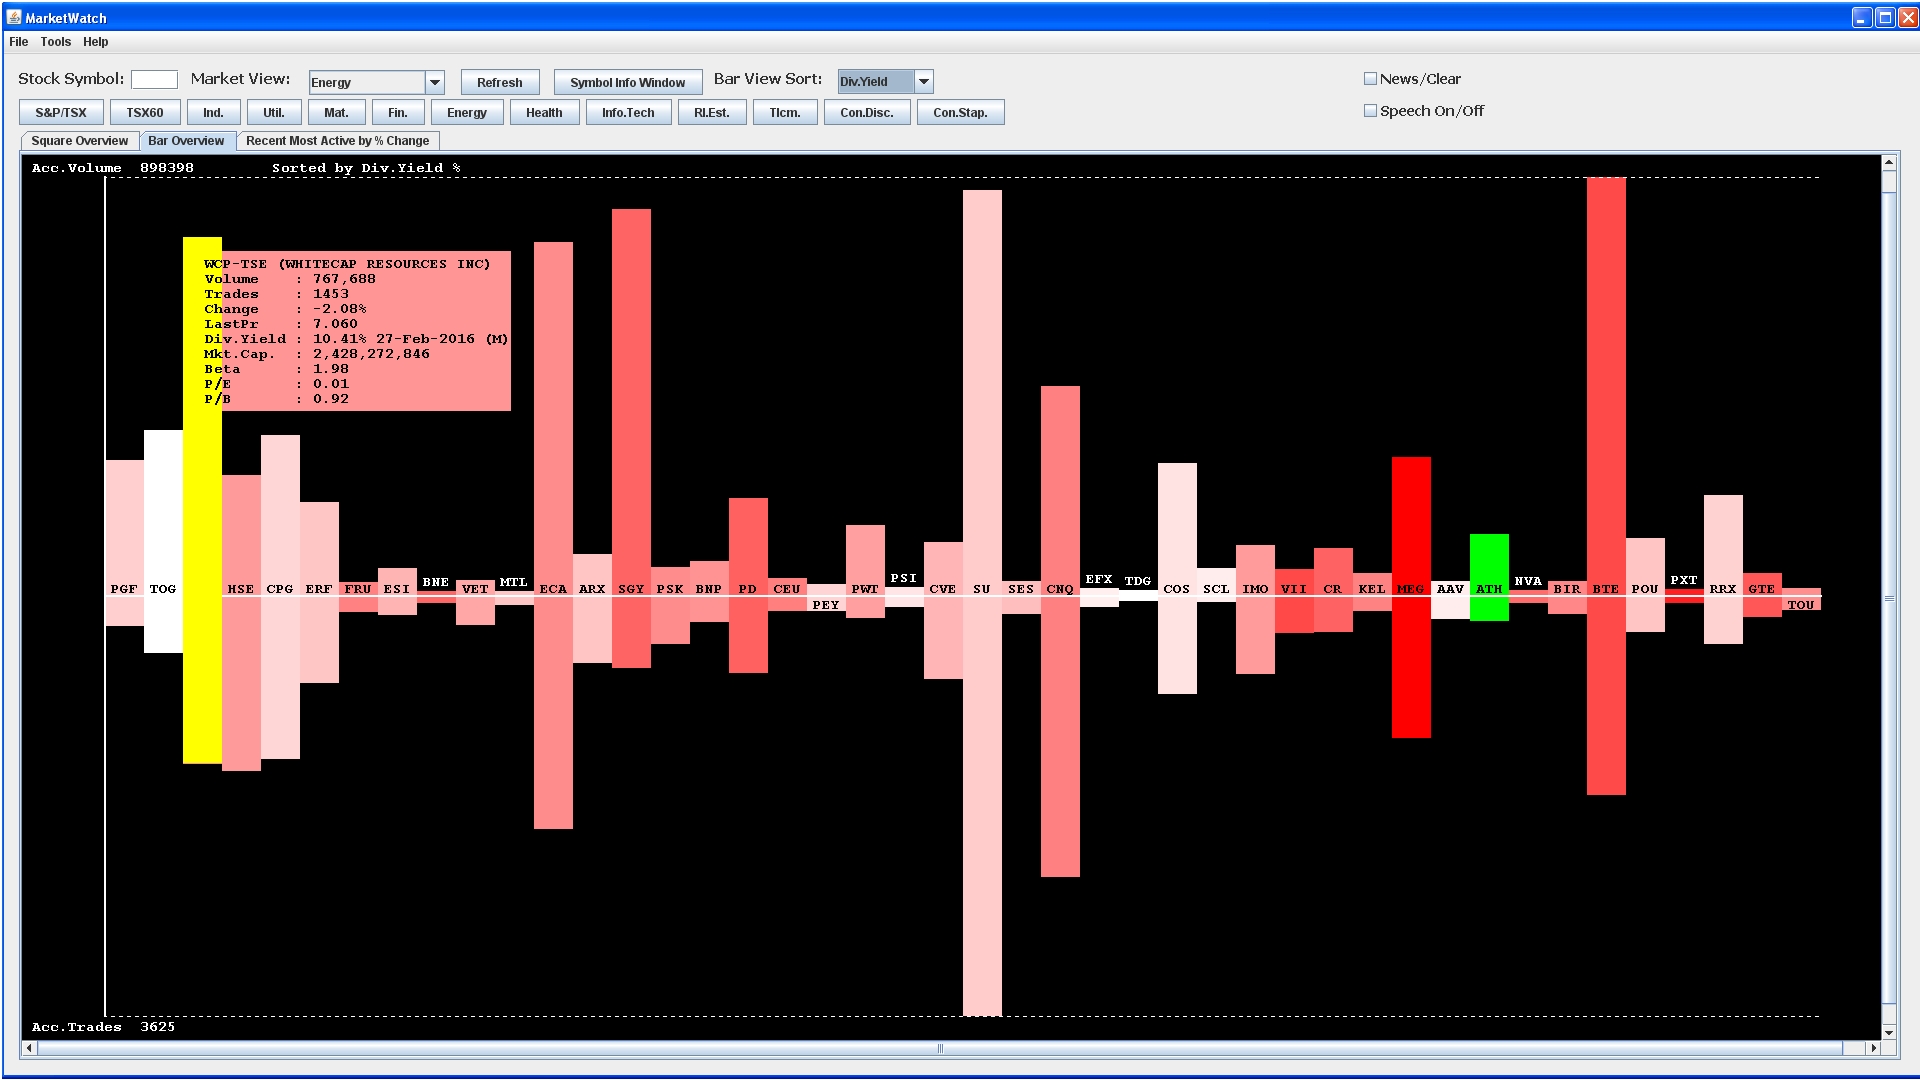 MarketWatch
File Tools Help
Stock Symbol: Market View: Energy Refresh Symbol Info Window Bar View Sort: Div.Yield News/Clear
S&P/TSX TSX60 Ind. Util. Mat. Fin. Energy Health Info.Tech Rl.Est. Tlcm. Con.Disc. Con.Stap. Speech On/Off
Square Overview Bar Overview Recent Most Active by % Change
Acc.Volume 898398 Sorted by Div.Yield %
WCP-TSE (WHITECAP RESOURCES INC)
Volume : 767,688
Trades : 1453
Change : -2.08%
LastPr : 7.060
Div.Yield : 10.41% 27-Feb-2016 (M)
Mkt.Cap. : 2,428,272,846
Beta : 1.98
P/E : 0.01
P/B : 0.92
PGF TOG HSE CPG ERF FRU ESI BNE VET MTL ECA ARX SGY PSK BNP PD CEU PEY PWT PSI CVE SU SES CNQ EFX TDG COS SCL IMO VII CR KEL MEG AAV ATH NVA BIR BTE POU PXT RRX GTE TOU
Acc.Trades 3625